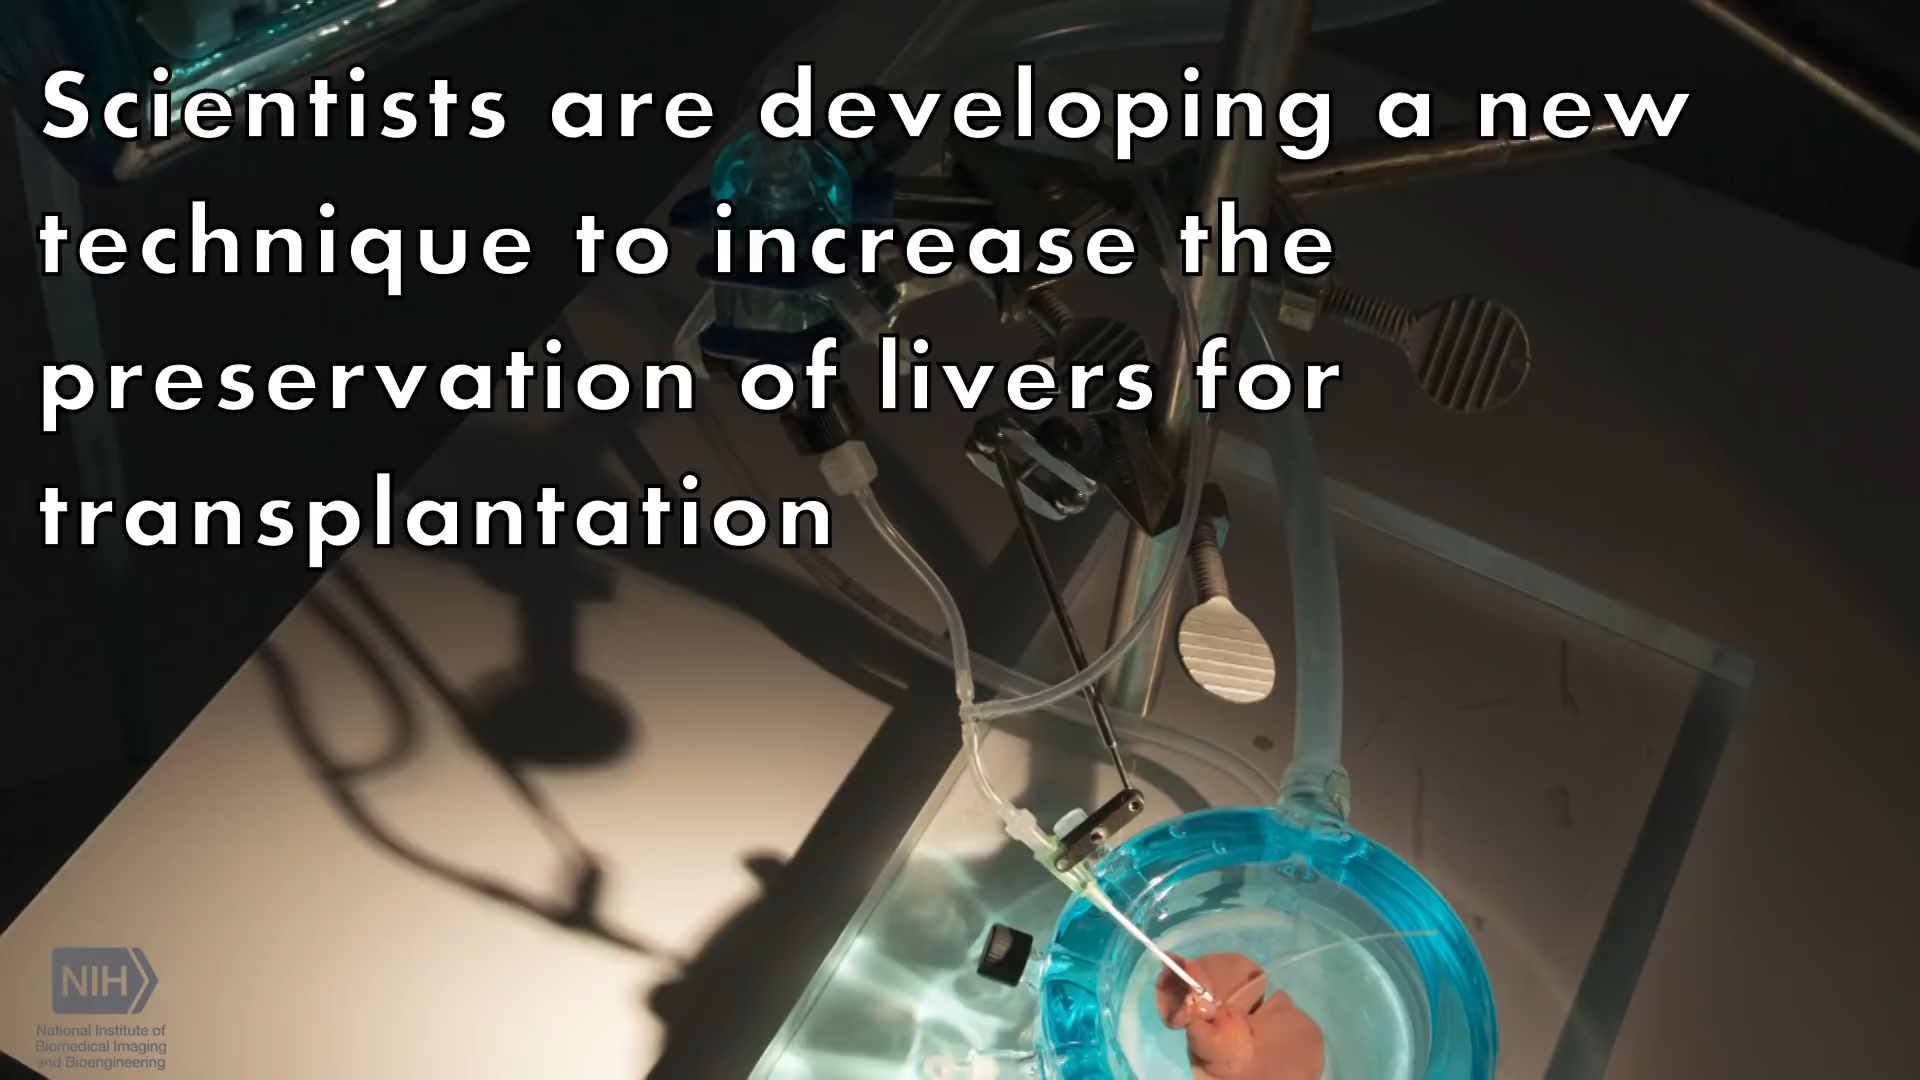 Scientists are developing a new
technique to increase the
preservation of livers for
transplantation
NIH
National Institute of
Biomedical Imaging
and Bioengineering